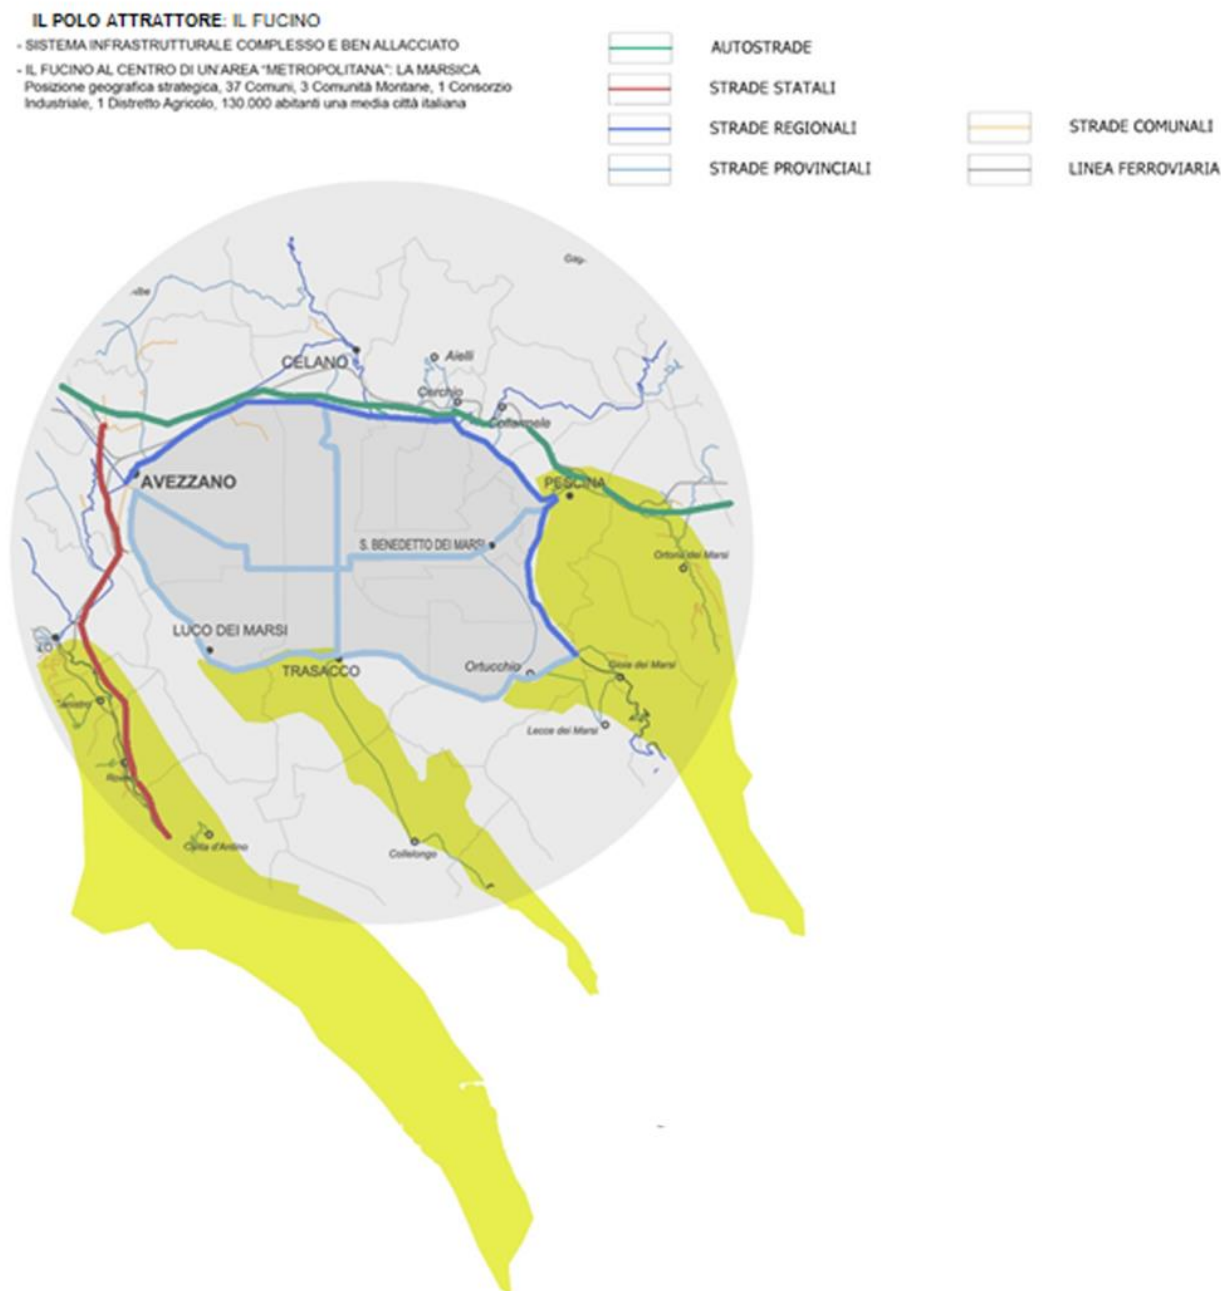 IL POLO ATTRATTORE: IL FUCINO
- SISTEMA INFRASTRUTTURALE COMPLESSO E BEN ALLACCIATO
- IL FUCINO AL CENTRO DI UN'AREA "METROPOLITANA": LA MARSICA
Posizione geografica strategica, 37 Comuni, 3 Comunità Montane, 1 Consorzio
Industriale, 1 Distretto Agricolo, 130.000 abitanti una media città italiana
AUTOSTRADE
STRADE STATALI
STRADE REGIONALI
STRADE PROVINCIALI
STRADE COMUNALI
LINEA FERROVIARIA
CELANO
Aielli
Cerchio
Collarmele
AVEZZANO
PESCINA
S. BENEDETTO DEI MARSI
Ortona dei Marsi
LUCO DEI MARSI
TRASACCO
Ortucchio
Gioia dei Marsi
Lecce dei Marsi
Civita d'Antino
Collelongo